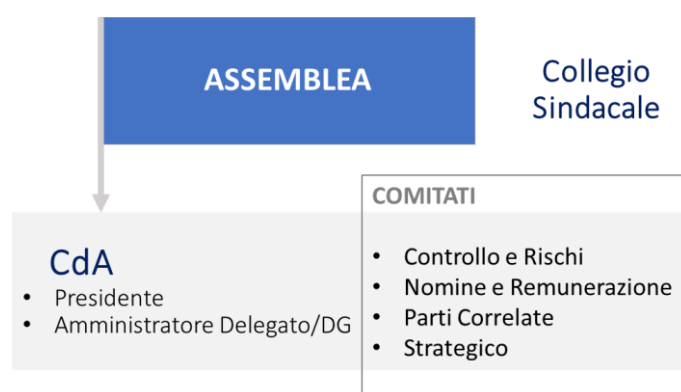 ASSEMBLEA
Collegio
Sindacale
COMITATI
CdA
• Presidente
• Amministratore Delegato/DG
• Controllo e Rischi
• Nomine e Remunerazione
• Parti Correlate
• Strategico